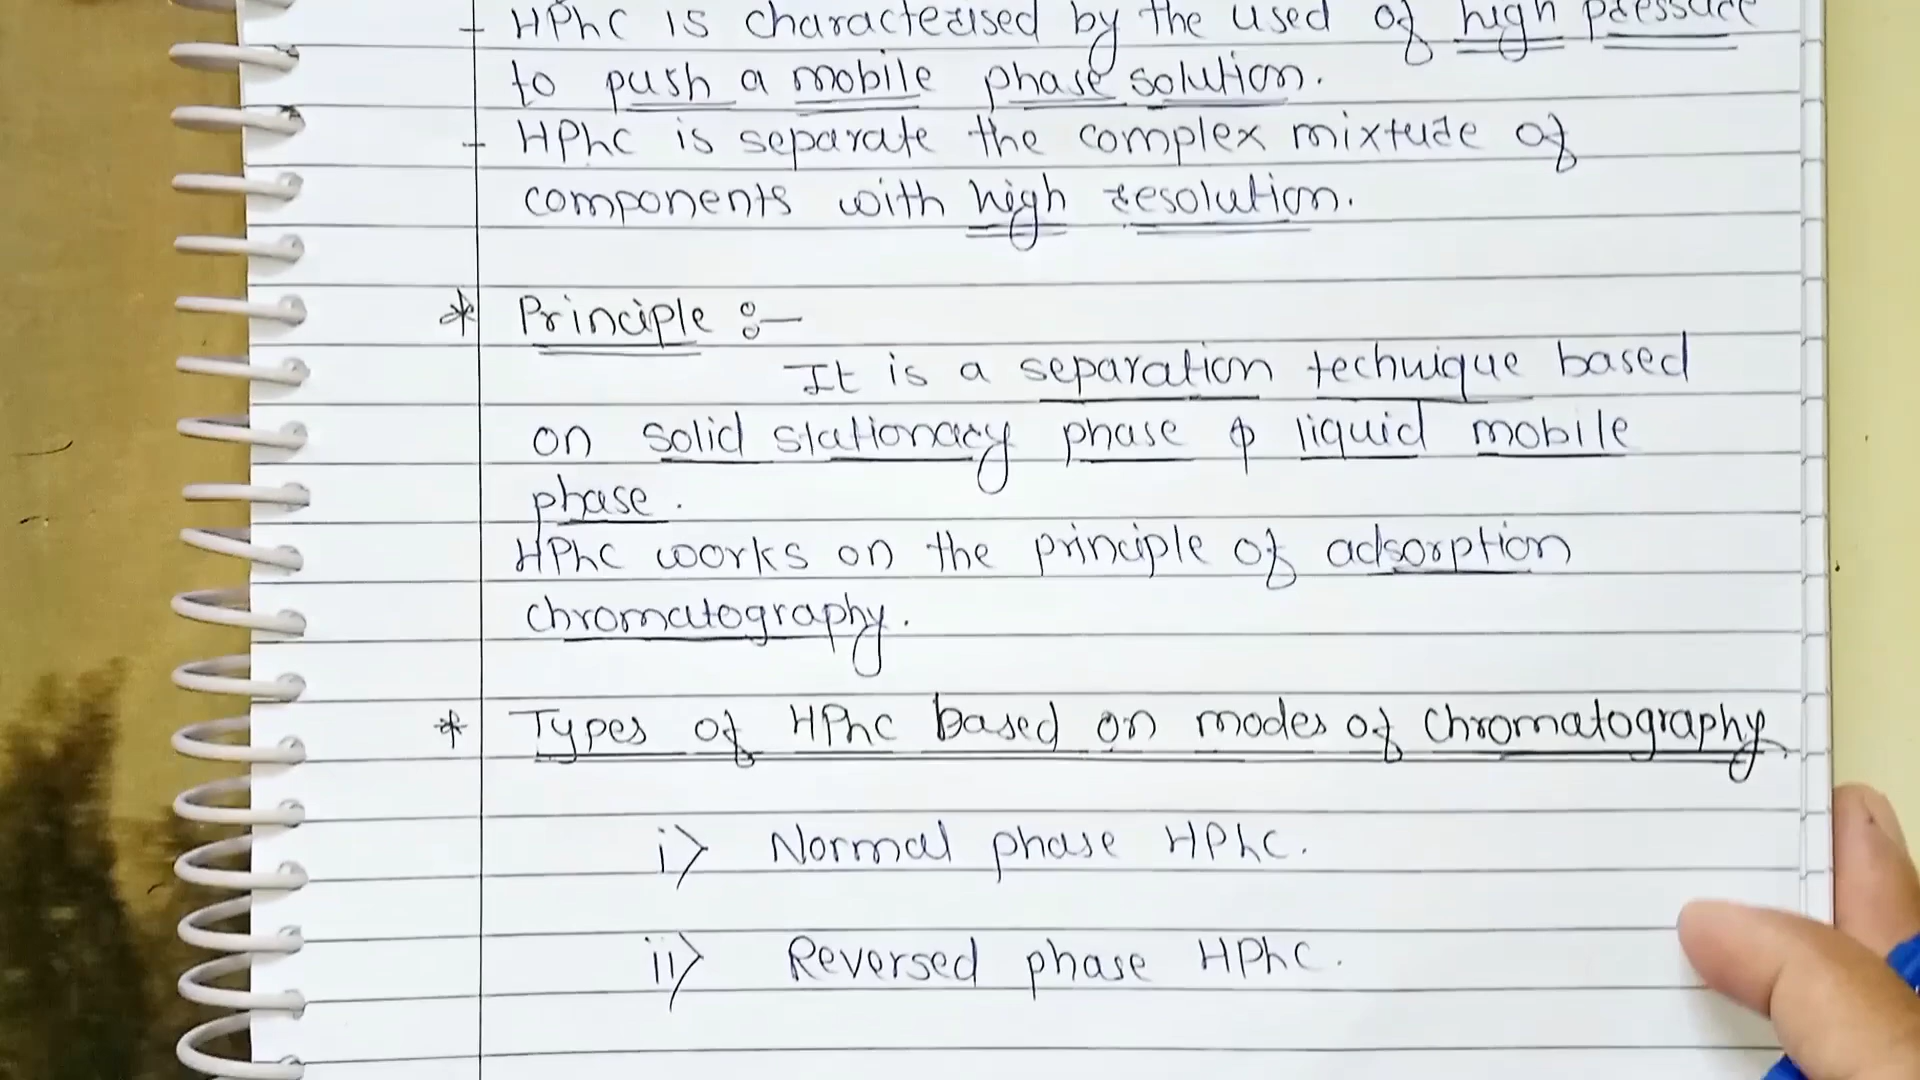 - HPLC is characterised by the used of high pressure
to push a mobile phase solution.
- HPLC is separate the complex mixture of
components with high resolution.
* Principle :-
It is a separation technique based
on solid stationary phase & liquid mobile
phase.
HPLC works on the principle of adsorption
chromatography.
* Types of HPLC based on modes of chromatography.
i> Normal phase HPLC.
ii> Reversed phase HPLC.